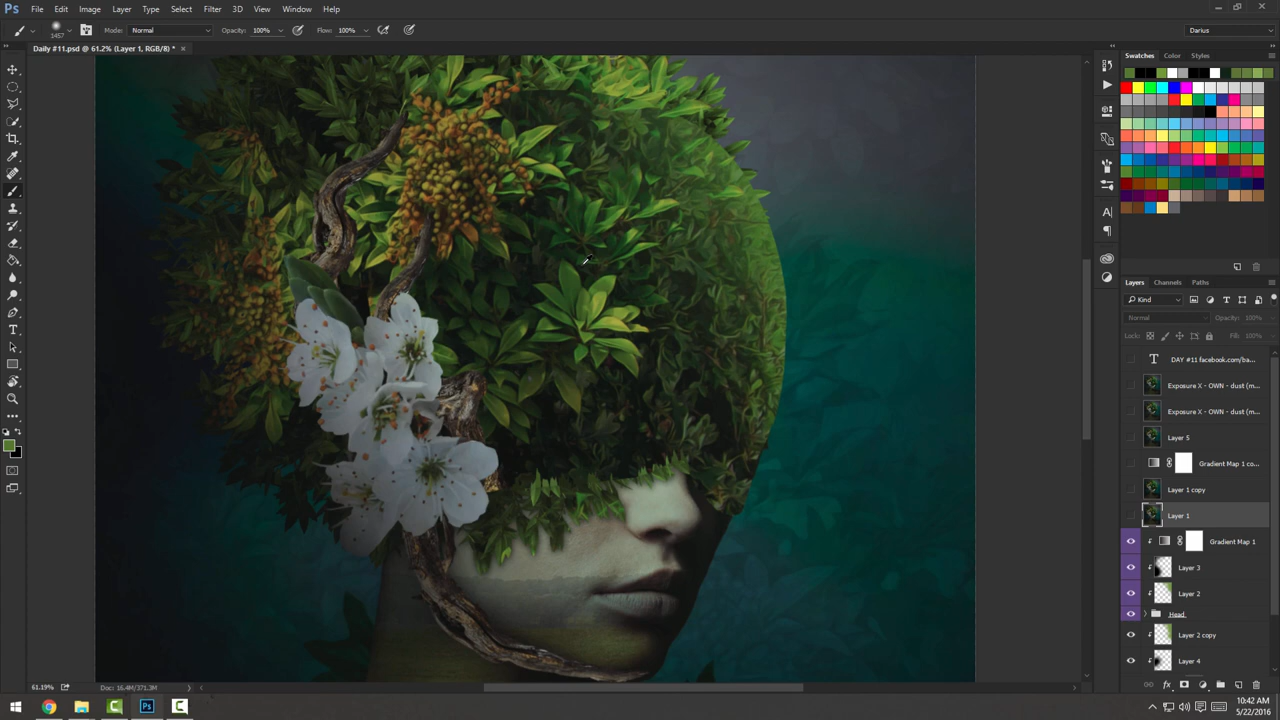 Ps File Edit Image Layer Type Select Filter 3D View Window Help
1457 Mode: Normal Opacity: 100% Flow: 100% Darius
Daily #11.psd @ 61.2% (Layer 1, RGB/8) * ×
Swatches Color Styles
Layers Channels Paths
Kind
Normal Opacity: 100%
Lock: Fill: 100%
T DAY #11 facebook.com/ba...
Exposure X - OWN - dust (m...
Exposure X - OWN - dust (m...
Layer 5
Gradient Map 1 co...
Layer 1 copy
Layer 1
Gradient Map 1
Layer 3
Layer 2
Head
Layer 2 copy
Layer 4
61.19% Doc: 16.4M/371.3M
fx
10:42 AM
5/22/2016